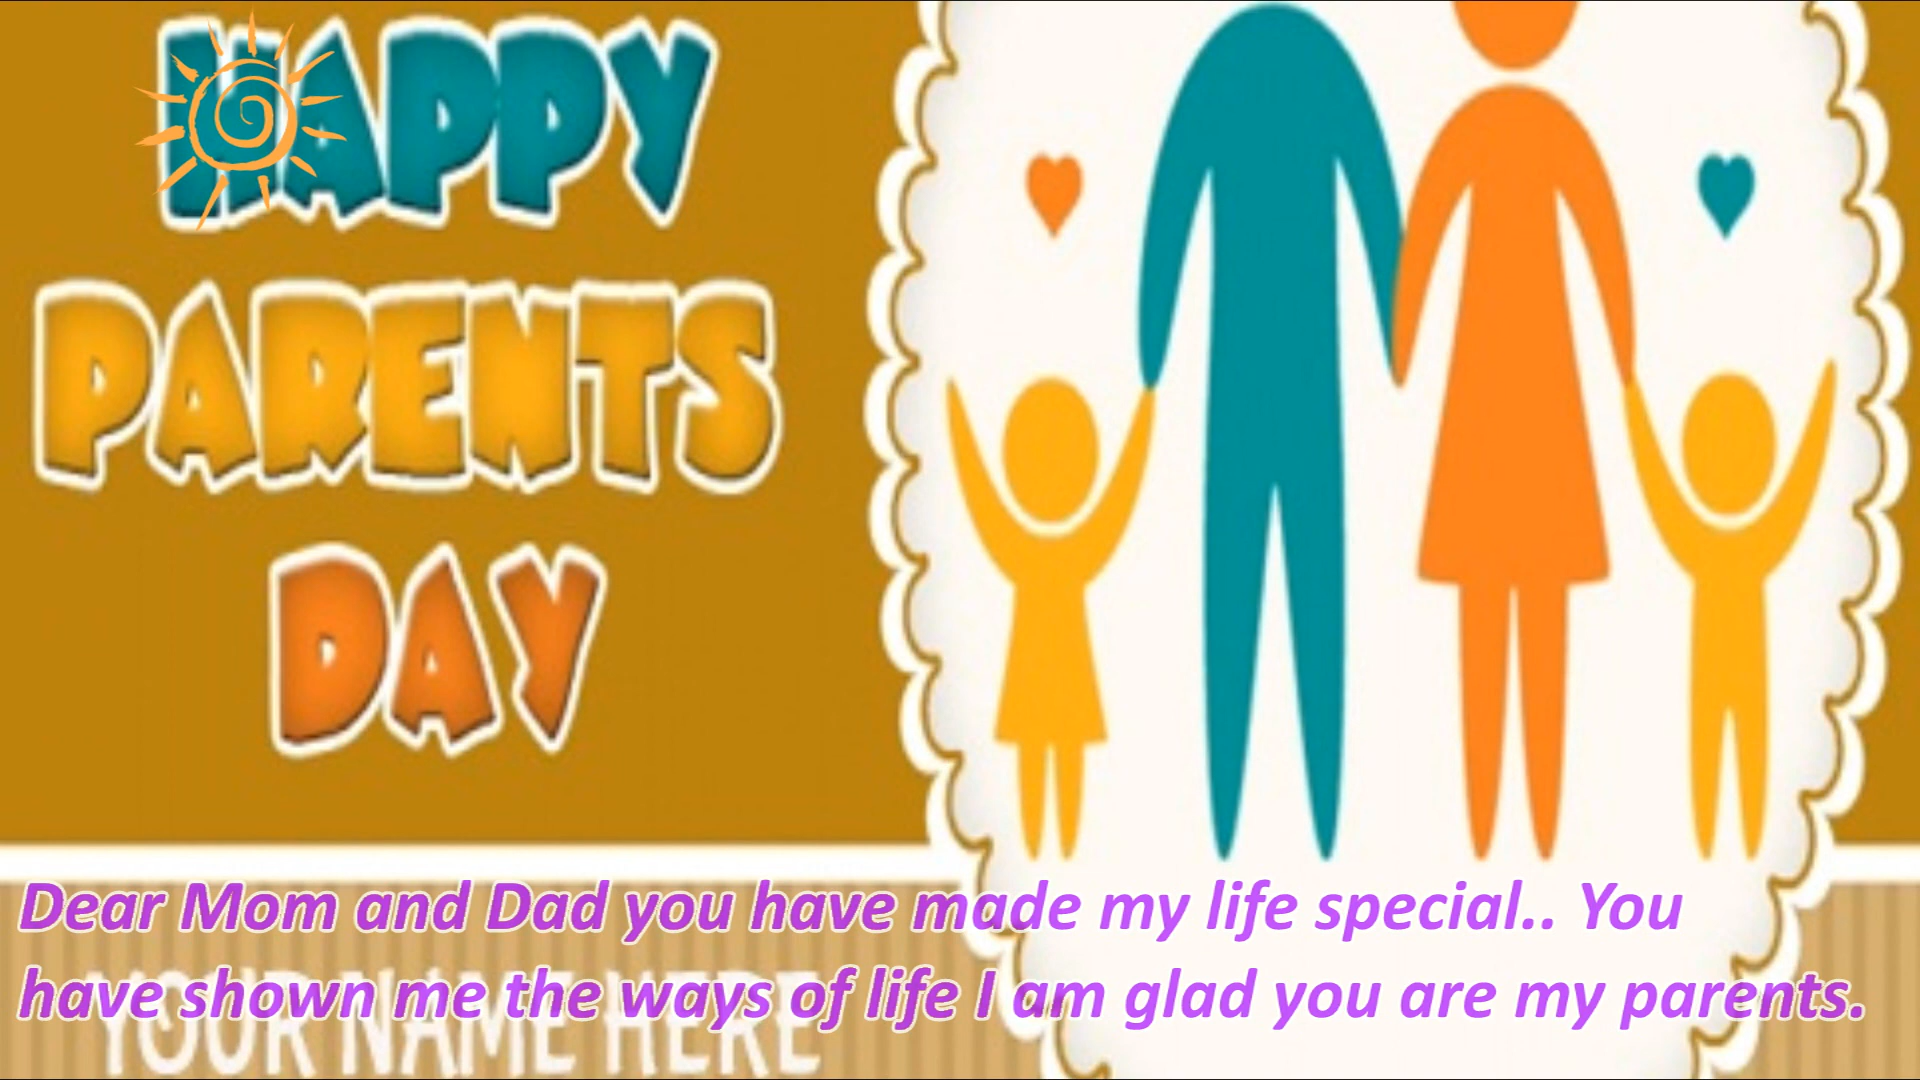 HAPPY
PARENTS
DAY
Dear Mom and Dad you have made my life special.. You
have shown me the ways of life I am glad you are my parents.
YOUR NAME HERE